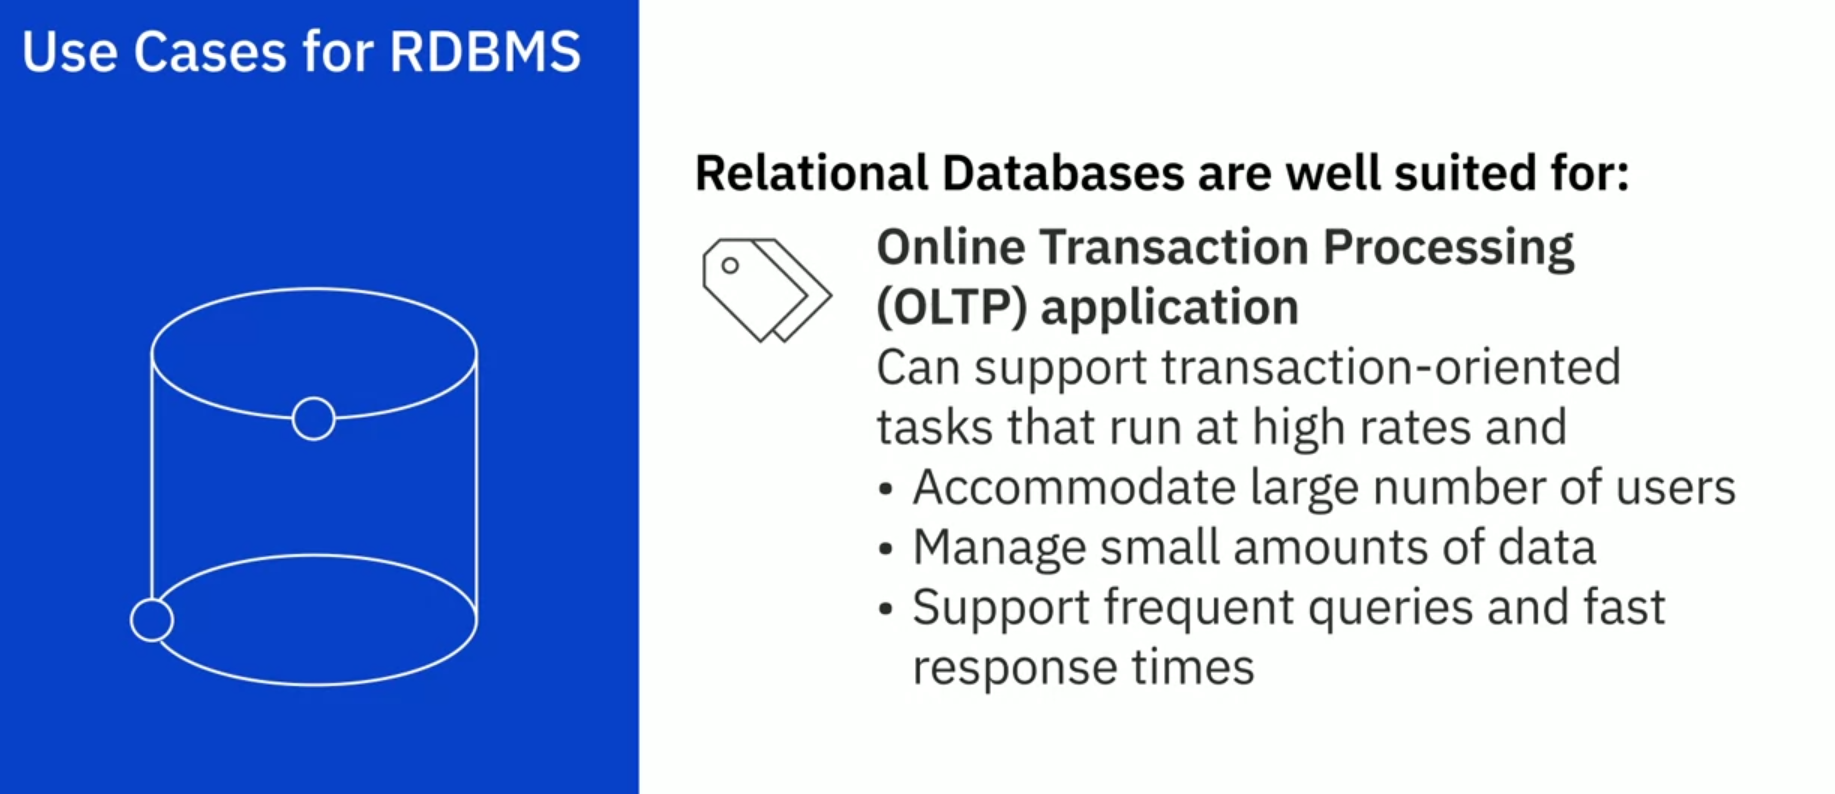 Use Cases for RDBMS
Relational Databases are well suited for:
Online Transaction Processing
(OLTP) application
Can support transaction-oriented
tasks that run at high rates and
• Accommodate large number of users
• Manage small amounts of data
• Support frequent queries and fast
response times